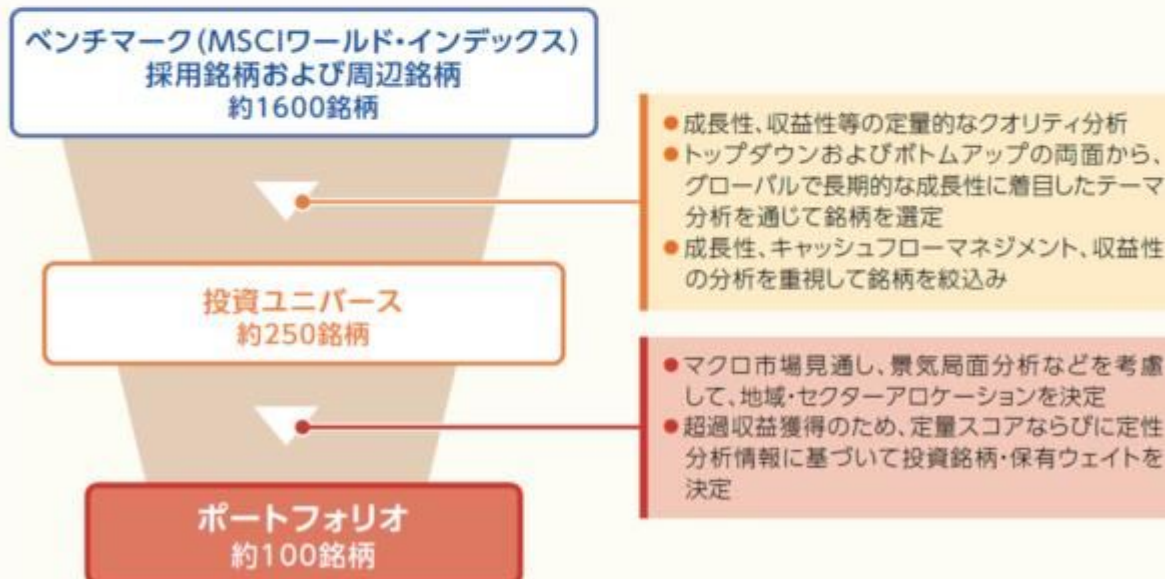 ベンチマーク(MSCIワールド・インデックス)
採用銘柄および周辺銘柄
約1600銘柄
●成長性、収益性等の定量的なクオリティ分析
●トップダウンおよびボトムアップの両面から、
グローバルで長期的な成長性に着目したテーマ
分析を通じて銘柄を選定
●成長性、キャッシュフローマネジメント、収益性
の分析を重視して銘柄を絞込み
投資ユニバース
約250銘柄
●マクロ市場見通し、景気局面分析などを考慮
して、地域・セクターアロケーションを決定
●超過収益獲得のため、定量スコアならびに定性
分析情報に基づいて投資銘柄・保有ウェイトを
決定
ポートフォリオ
約100銘柄